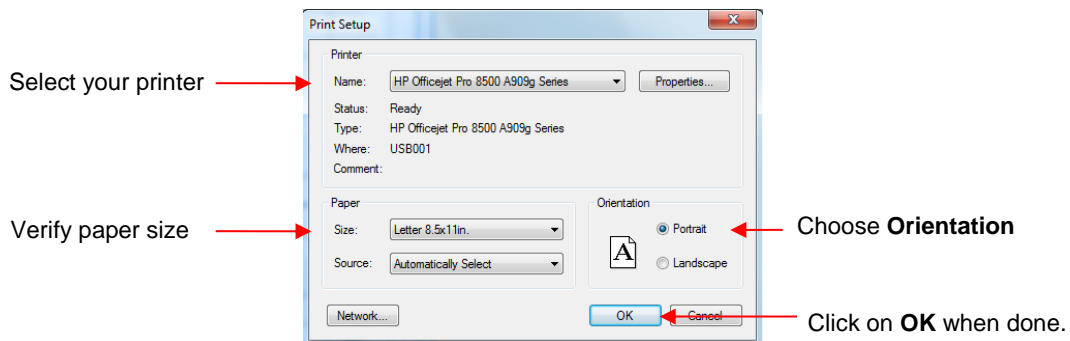 Print Setup
X
Printer
Select your printer
Name: HP Officejet Pro 8500 A909g Series Properties...
Status: Ready
Type: HP Officejet Pro 8500 A909g Series
Where: USB001
Comment:
Paper
Orientation
Verify paper size
Size: Letter 8.5x11in.
Portrait
Choose Orientation
Source: Automatically Select
A
Landscape
Network...
OK
Cancel
Click on OK when done.